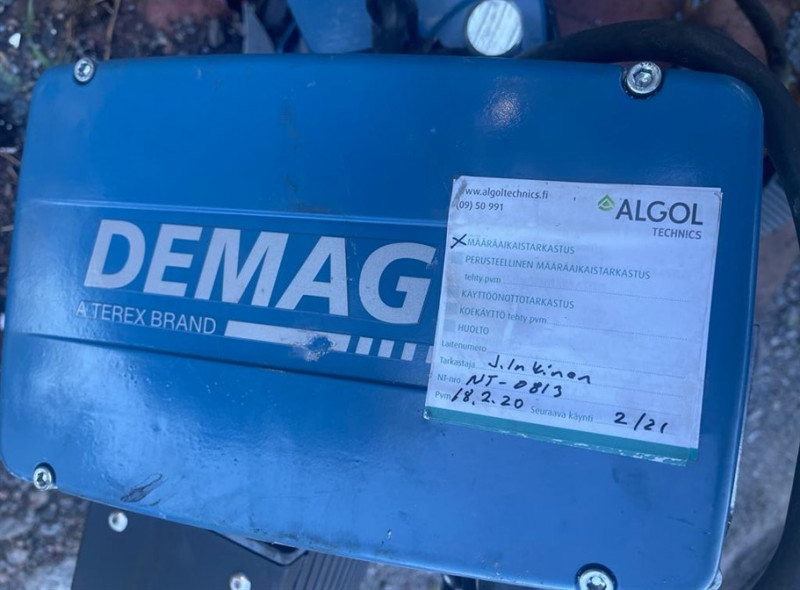 DEMAG
A TEREX BRAND
www.algoltechnics.fi
(09) 50 991
ALGOL
TECHNICS
X MÄÄRÄAIKAISTARKASTUS
PERUSTEELLINEN MÄÄRÄAIKAISTARKASTUS
tehty pvm
KÄYTTÖÖNOTTOTARKASTUS
KOEKÄYTTÖ tehty pvm
HUOLTO
Laitenumero
Tarkastaja J.Inkinen
NT-nro NT-0813
Pvm 18.2.20 Seuraava käynti 2/21